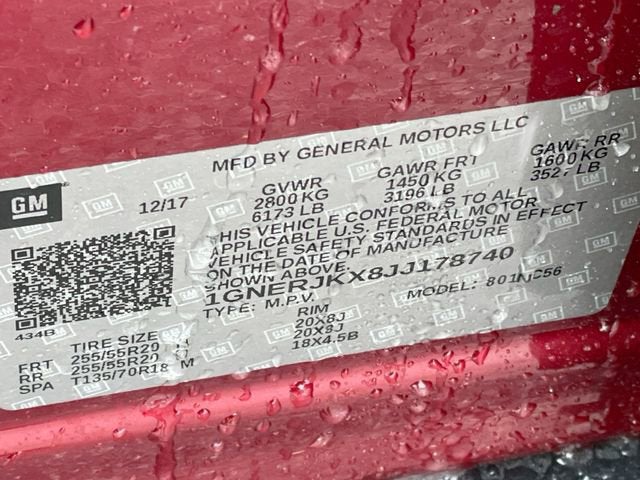 MFD BY GENERAL MOTORS LLC
GM 12/17
GVWR GAWR FRT GAWR RR
2800 KG 1450 KG 1600 KG
6173 LB 3196 LB 3527 LB
THIS VEHICLE CONFORMS TO ALL
APPLICABLE U.S. FEDERAL MOTOR
VEHICLE SAFETY STANDARDS IN EFFECT
ON THE DATE OF MANUFACTURE
SHOWN ABOVE.
1GNERJKX8JJ178740
TYPE: M.P.V. MODEL:
434B
TIRE SIZE RIM
FRT 255/55R20 20X8J
RR 255/55R20 20X8J
SPA T135/70R18 M 18X4.5B